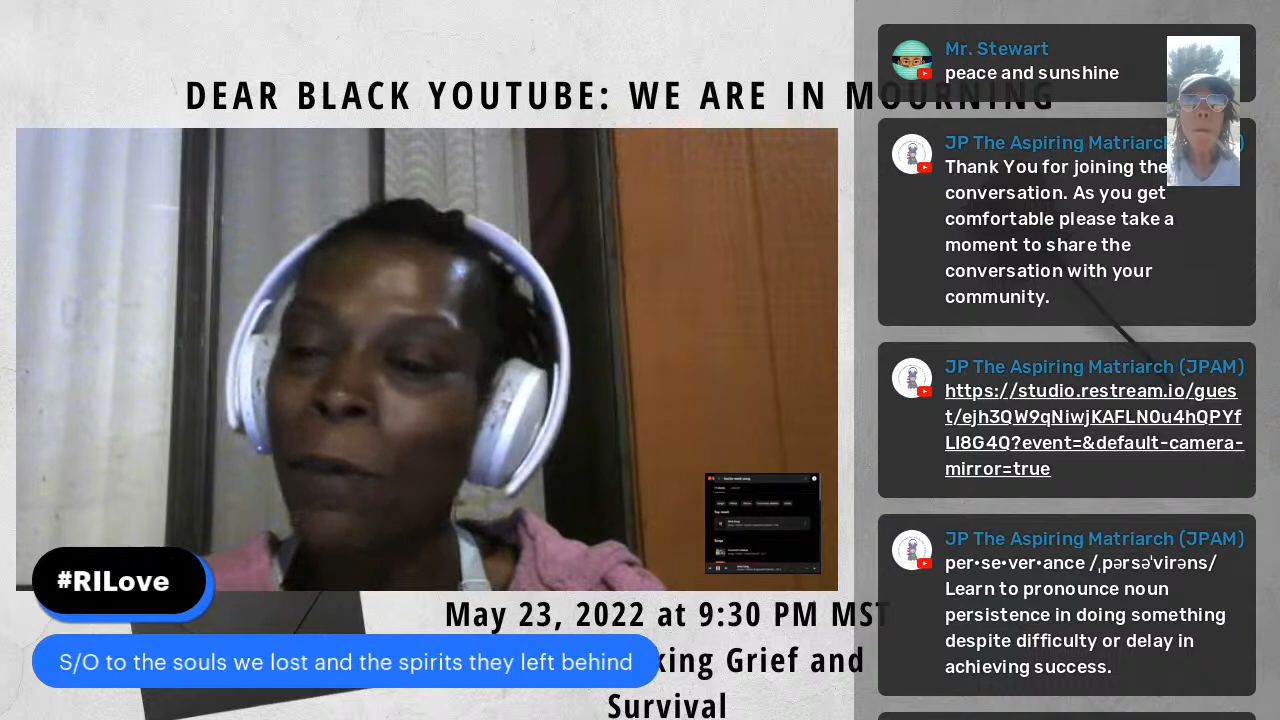 DEAR BLACK YOUTUBE: WE ARE IN MOURNING
#RILove
May 23, 2022 at 9:30 PM MST
S/O to the souls we lost and the spirits they left behind
king Grief and
Survival
Mr. Stewart
peace and sunshine
JP The Aspiring Matriarch
Thank You for joining the
conversation. As you get
comfortable please take a
moment to share the
conversation with your
community.
JP The Aspiring Matriarch (JPAM)
https://studio.restream.io/gues
t/ejh3QW9qNiwjKAFLN0u4hQPYf
LI8G4Q?event=&default-camera-
mirror=true
JP The Aspiring Matriarch (JPAM)
per•se•ver•ance /ˌpərsəˈvirəns/
Learn to pronounce noun
persistence in doing something
despite difficulty or delay in
achieving success.